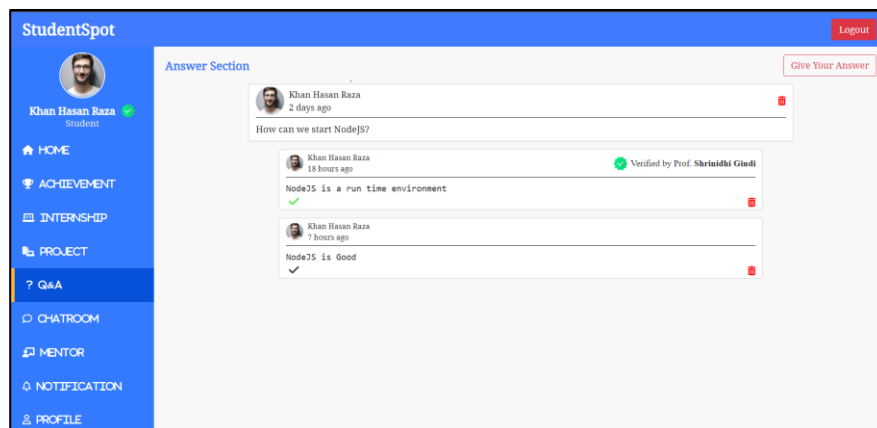 StudentSpot
Logout
Khan Hasan Raza
Student
HOME
ACHIEVEMENT
INTERNSHIP
PROJECT
? Q&A
CHATROOM
MENTOR
NOTIFICATION
PROFILE
Answer Section
Give Your Answer
Khan Hasan Raza
2 days ago
How can we start NodeJS?
Khan Hasan Raza
18 hours ago
Verified by Prof. Shrinidhi Gindi
NodeJS is a run time environment
Khan Hasan Raza
7 hours ago
NodeJS is Good